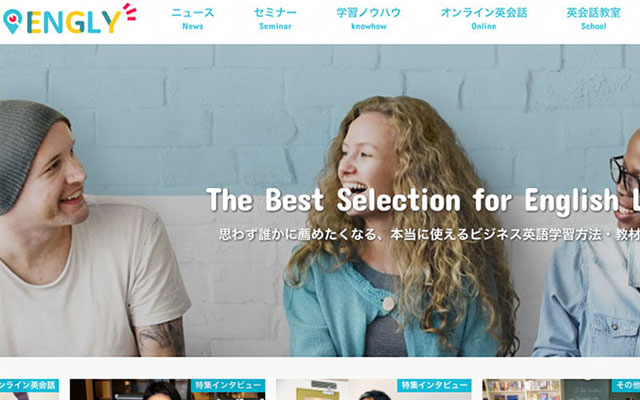 ENGLY
ニュース セミナー 学習ノウハウ オンライン英会話 英会話教室
News Seminar knowhow Online School
The Best Selection for English L
思わず誰かに薦めたくなる、本当に使えるビジネス英語学習方法・教材
ンライン英会話 特集インタビュー 特集インタビュー その他